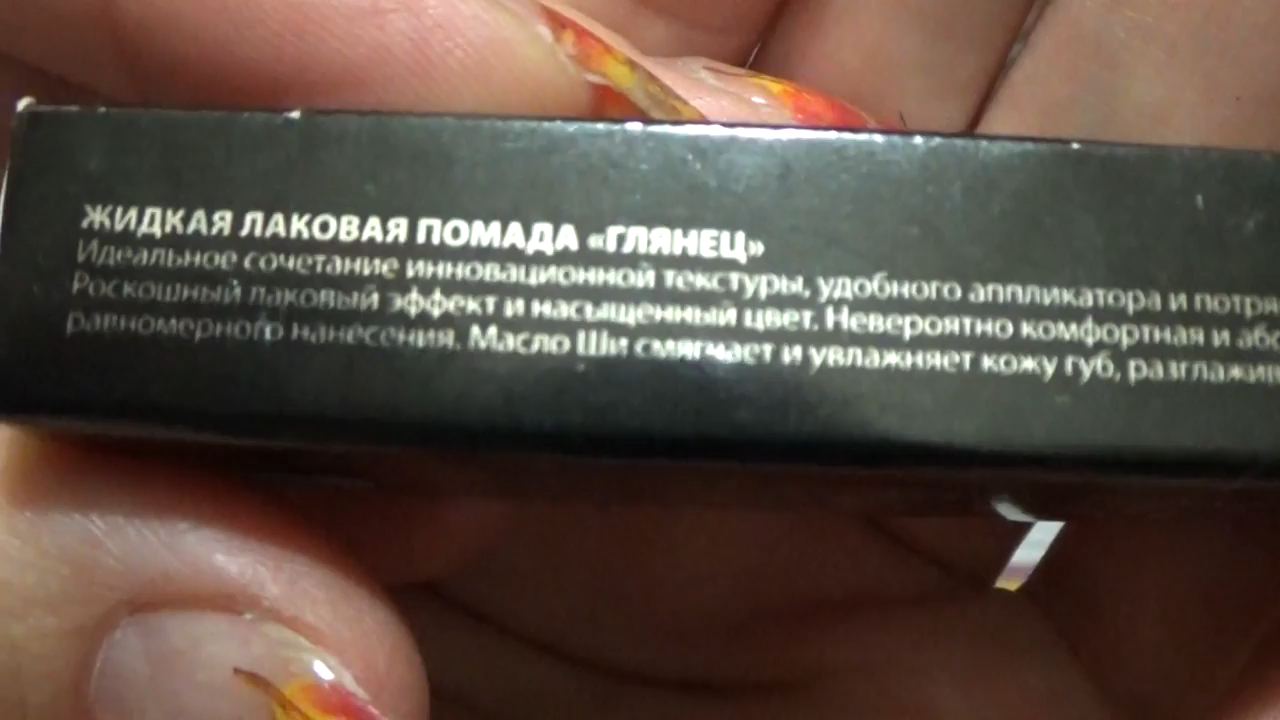 ЖИДКАЯ ЛАКОВАЯ ПОМАДА «ГЛЯНЕЦ»
Идеальное сочетание инновационной текстуры, удобного аппликатора и
Роскошный лаковый эффект и насыщенный цвет. Невероятно комфортная и
равномерного нанесения. Масло Ши смягчает и увлажняет кожу губ,